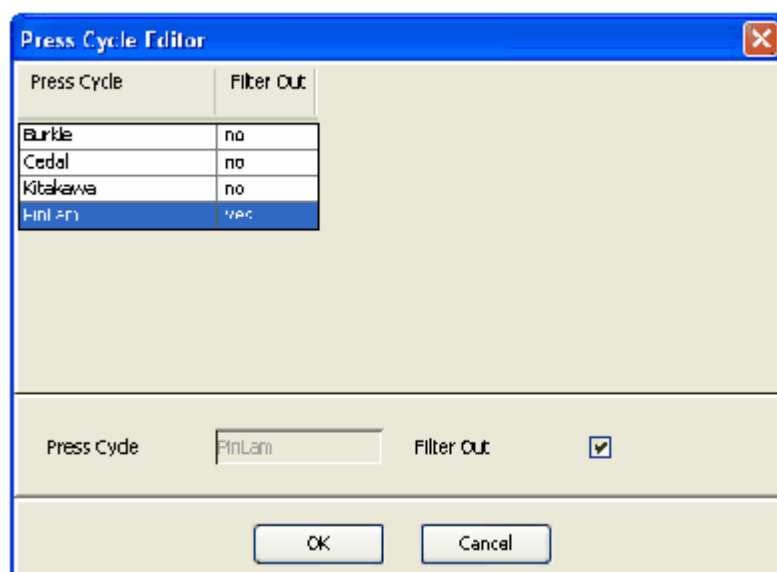 Press Cycle Editor
Press Cycle Filter Out
Burkle no
Cedal no
Kitakawa no
PinLam yes
Press Cycle PinLam Filter Out
OK Cancel